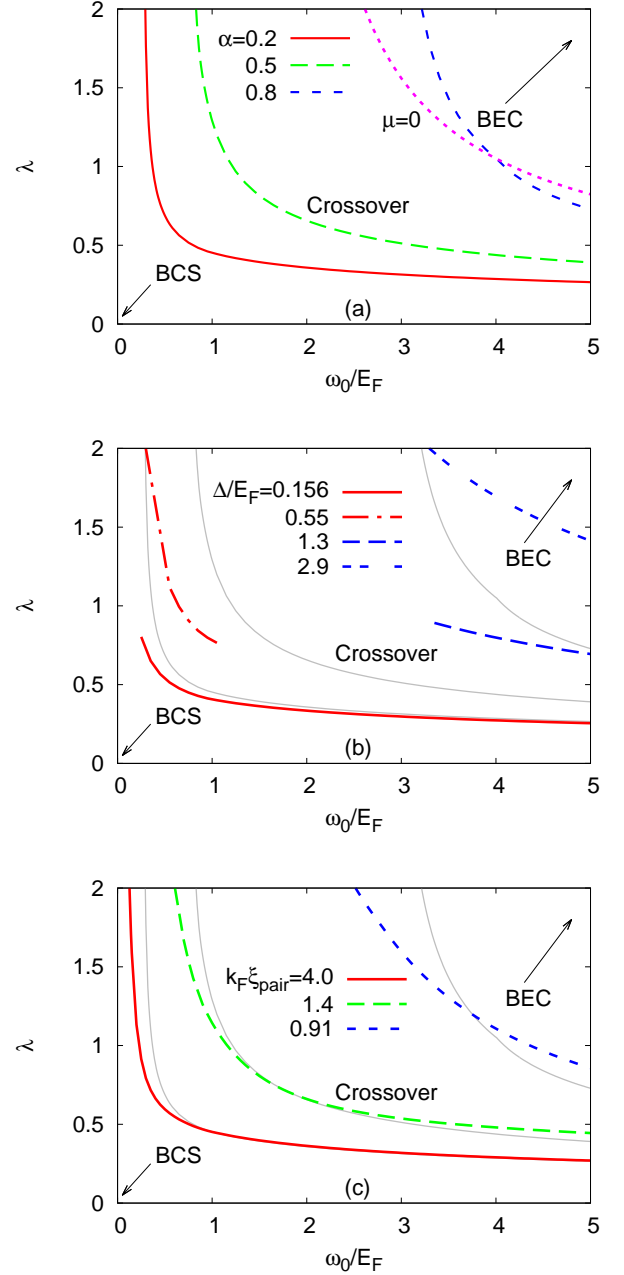 2
α=0.2
0.5
0.8
1.5
BEC
μ=0
λ
1
Crossover
0.5
BCS
(a)
0
0 1 2 3 4 5
ω0/EF
2
Δ/EF=0.156
0.55
1.3
2.9
1.5
BEC
λ
1
Crossover
0.5
BCS
(b)
0
0 1 2 3 4 5
ω0/EF
2
kFξpair=4.0
1.4
0.91
1.5
BEC
λ
1
Crossover
0.5
BCS
(c)
0
0 1 2 3 4 5
ω0/EF